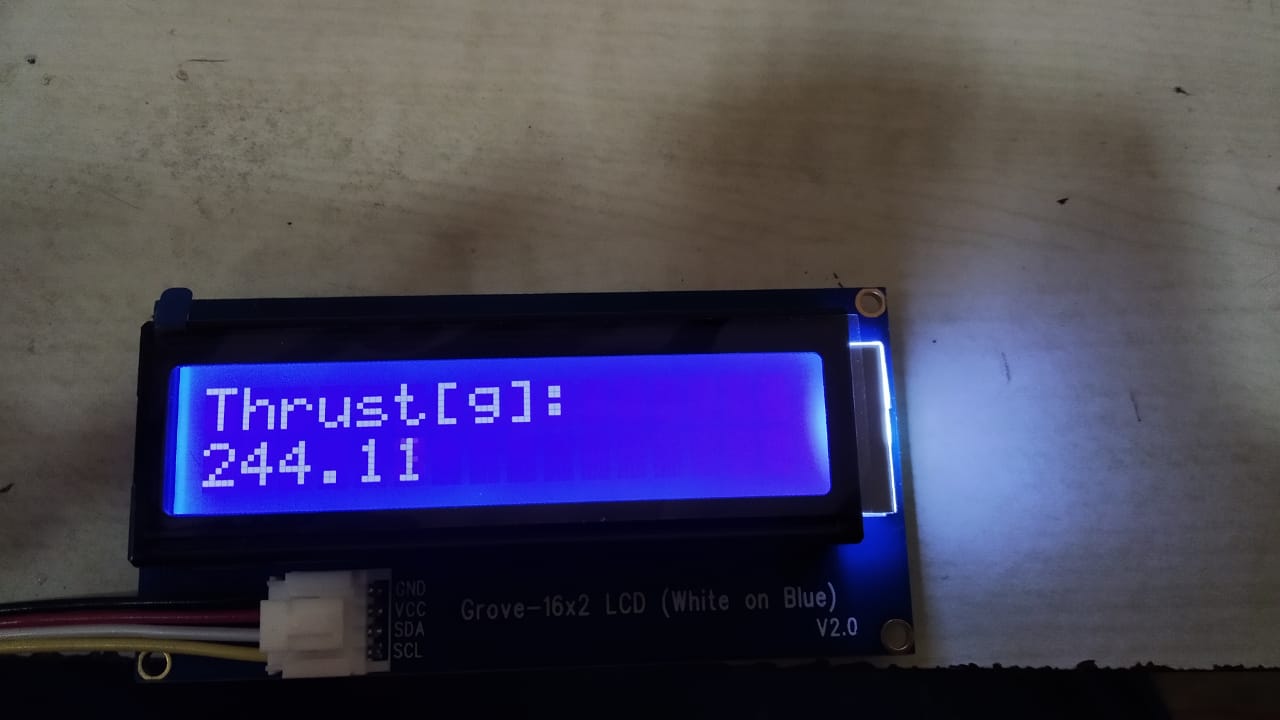 Thrust[g]:
244.11
GND
VCC
SDA
SCL
Grove-16x2 LCD (White on Blue)
V2.0